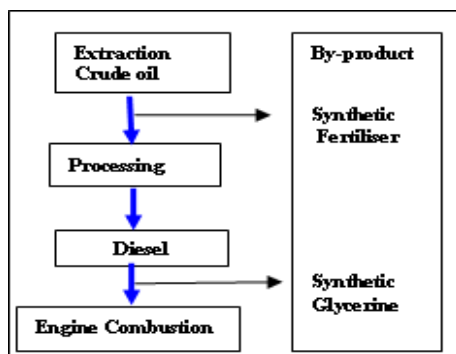 Extraction
Crude oil
Processing
Diesel
Engine Combustion
By-product
Synthetic
Fertiliser
Synthetic
Glycerine